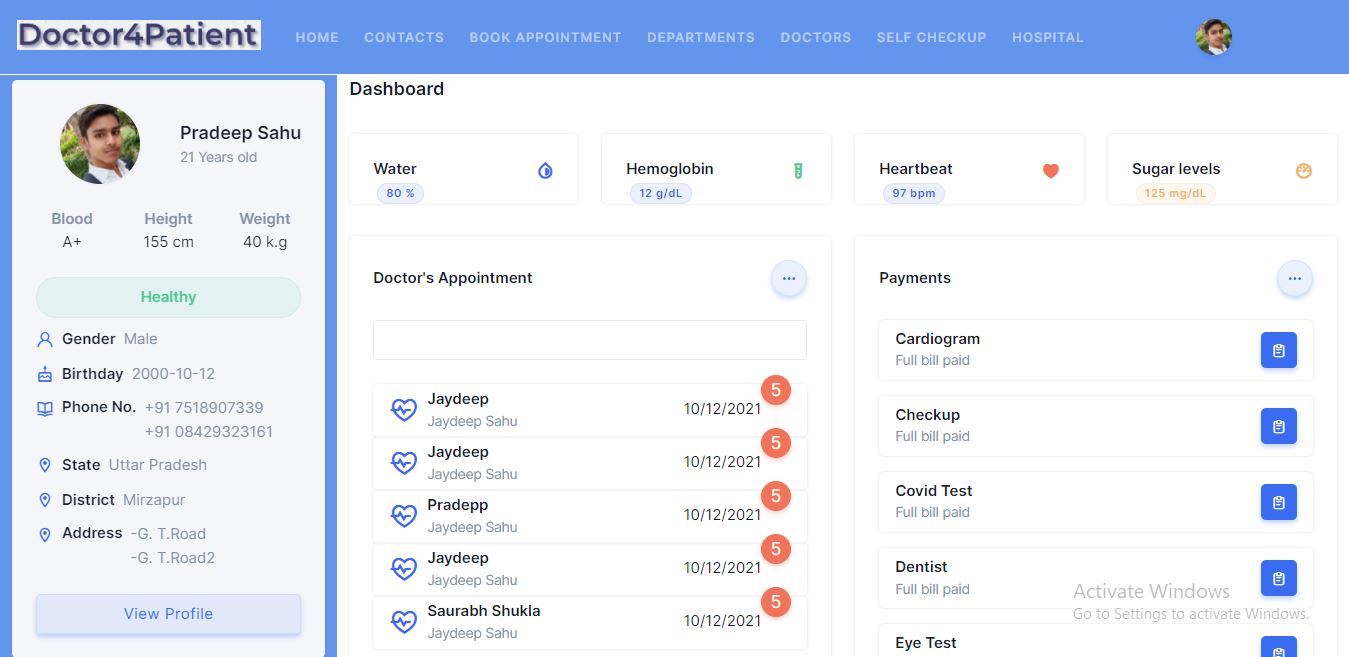 Doctor4Patient
HOME CONTACTS BOOK APPOINTMENT DEPARTMENTS DOCTORS SELF CHECKUP HOSPITAL
Pradeep Sahu
21 Years old
Blood Height Weight
A+ 155 cm 40 k.g
Healthy
Gender Male
Birthday 2000-10-12
Phone No. +91 7518907339
+91 08429323161
State Uttar Pradesh
District Mirzapur
Address -G. T.Road
-G. T.Road2
View Profile
Dashboard
Water
80 %
Hemoglobin
12 g/dL
Heartbeat
97 bpm
Sugar levels
125 mg/dL
Doctor's Appointment
...
Jaydeep
Jaydeep Sahu
10/12/2021
5
Jaydeep
Jaydeep Sahu
10/12/2021
5
Pradepp
Jaydeep Sahu
10/12/2021
5
Jaydeep
Jaydeep Sahu
10/12/2021
5
Saurabh Shukla
Jaydeep Sahu
10/12/2021
5
Payments
...
Cardiogram
Full bill paid
Checkup
Full bill paid
Covid Test
Full bill paid
Dentist
Full bill paid
Eye Test
Activate Windows
Go to Settings to activate Windows.